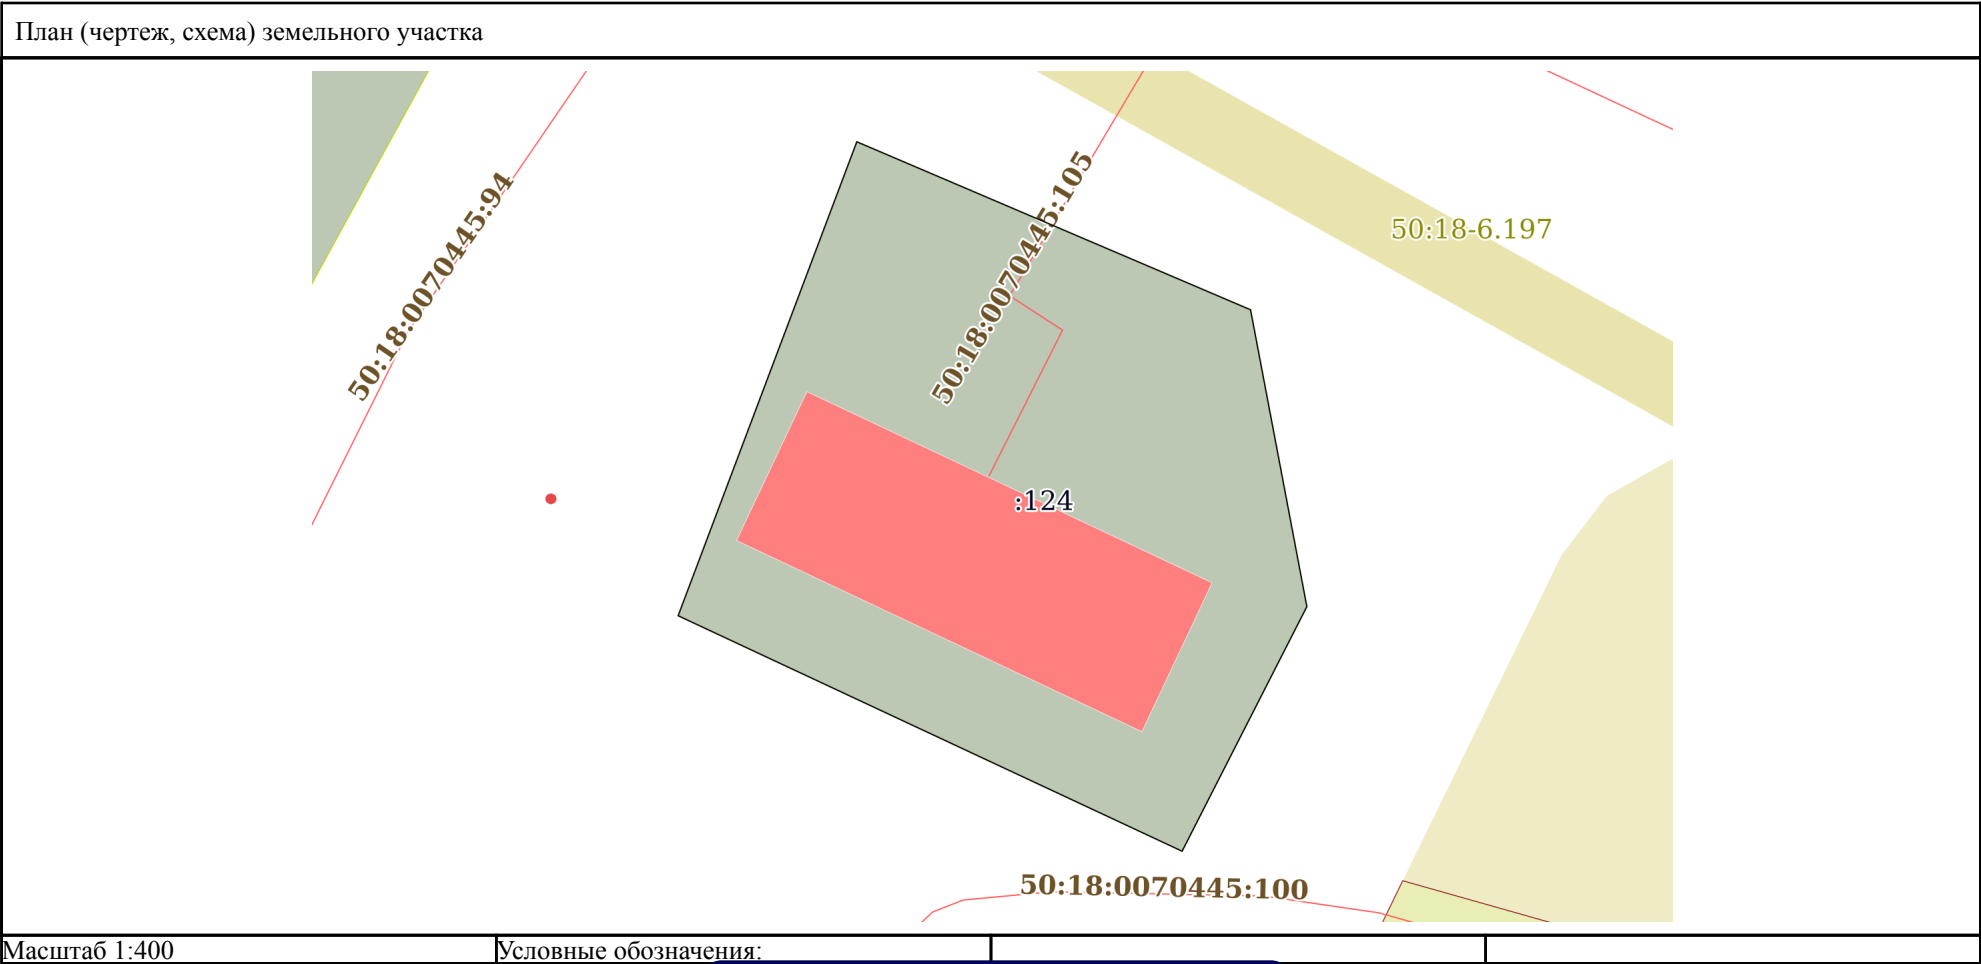 План (чертеж, схема) земельного участка
50:18:0070445:94
50:18:0070445:105
50:18-6.197
:124
50:18:0070445:100
Масштаб 1:400
Условные обозначения: